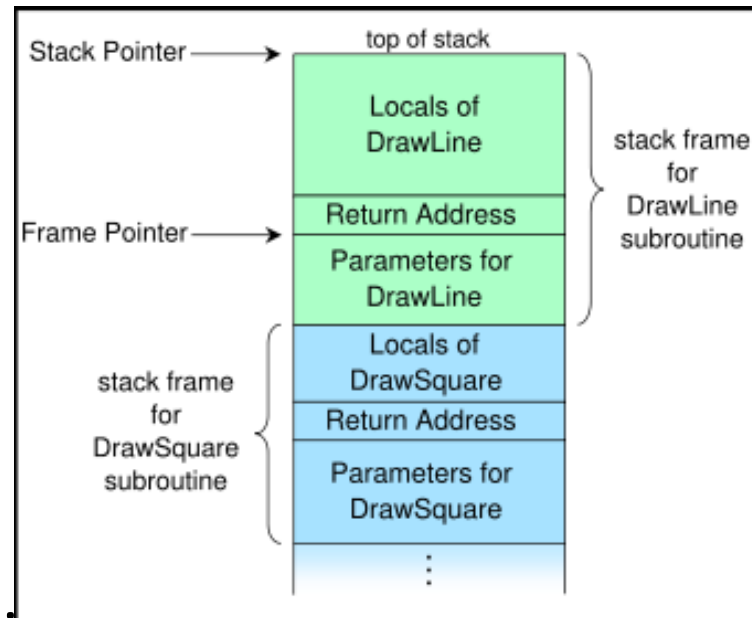 top of stack
Stack Pointer
Locals of
DrawLine
stack frame
for
DrawLine
subroutine
Return Address
Frame Pointer
Parameters for
DrawLine
Locals of
DrawSquare
stack frame
for
DrawSquare
subroutine
Return Address
Parameters for
DrawSquare